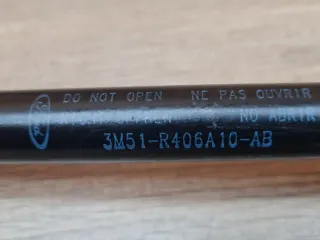 DO NOT OPEN NE PAS OUVRIR
NO ABRIR
3M51-R406A10-AB